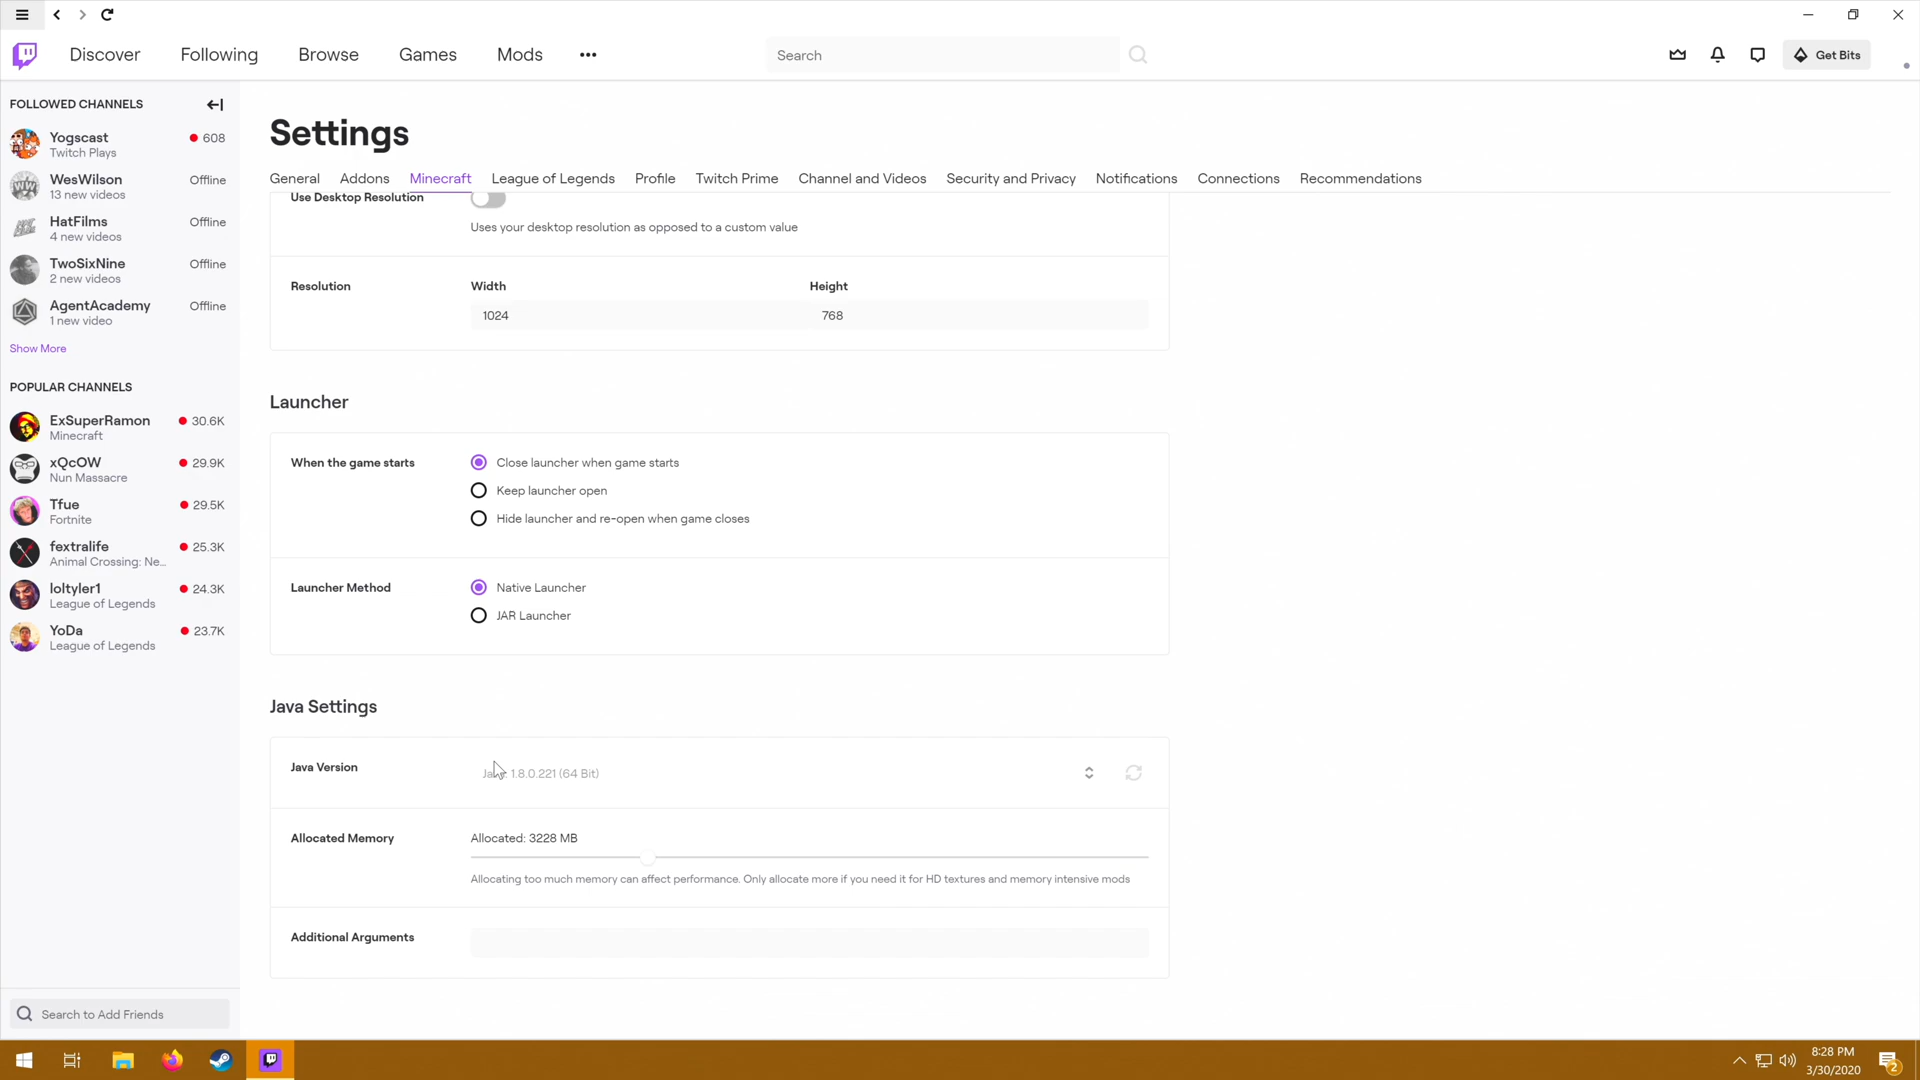 Discover Following Browse Games Mods ••• Search Get Bits
FOLLOWED CHANNELS
Yogscast 608
Twitch Plays
WesWilson Offline
13 new videos
HatFilms Offline
4 new videos
TwoSixNine Offline
2 new videos
AgentAcademy Offline
1 new video
Show More
POPULAR CHANNELS
ExSuperRamon 30.6K
Minecraft
xQcOW 29.9K
Nun Massacre
Tfue 29.5K
Fortnite
fextralife 25.3K
Animal Crossing: Ne...
loltyler1 24.3K
League of Legends
YoDa 23.7K
League of Legends
Search to Add Friends
Settings
General Addons Minecraft League of Legends Profile Twitch Prime Channel and Videos Security and Privacy Notifications Connections Recommendations
Use Desktop Resolution
Uses your desktop resolution as opposed to a custom value
Resolution Width Height
1024 768
Launcher
When the game starts Close launcher when game starts
Keep launcher open
Hide launcher and re-open when game closes
Launcher Method Native Launcher
JAR Launcher
Java Settings
Java Version 1.8.0.221 (64 Bit)
Allocated Memory Allocated: 3228 MB
Allocating too much memory can affect performance. Only allocate more if you need it for HD textures and memory intensive mods
Additional Arguments
8:28 PM
3/30/2020
2